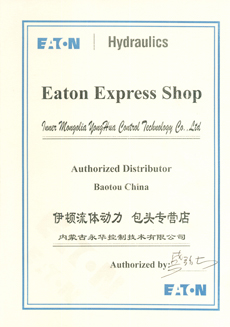 EATON | Hydraulics
Eaton Express Shop
Inner Mongolia YongHua Control Technology Co.,Ltd
Authorized Distributor
Baotou China
伊顿流体动力 包头专营店
内蒙古永华控制技术有限公司
Authorized by:
EATON